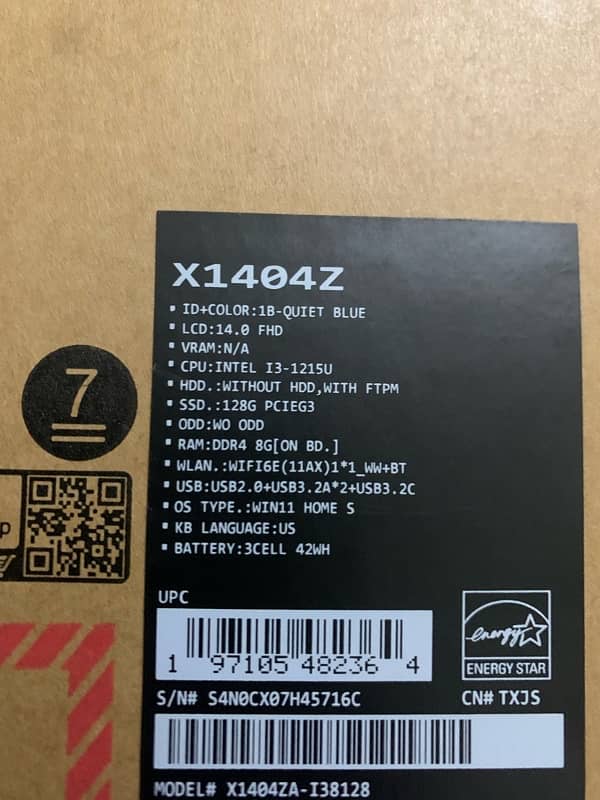 X1404Z
▪ ID+COLOR:1B-QUIET BLUE
▪ LCD:14.0 FHD
▪ VRAM:N/A
▪ CPU:INTEL I3-1215U
▪ HDD.:WITHOUT HDD,WITH FTPM
▪ SSD.:128G PCIEG3
▪ ODD:WO ODD
▪ RAM:DDR4 8G[ON BD.]
▪ WLAN.:WIFI6E(11AX)1*1_WW+BT
▪ USB:USB2.0+USB3.2A*2+USB3.2C
▪ OS TYPE.:WIN11 HOME S
▪ KB LANGUAGE:US
▪ BATTERY:3CELL 42WH
7
p
UPC
1 97105 48236 4
energy
ENERGY STAR
S/N# S4N0CX07H45716C
CN# TXJS
MODEL# X1404ZA-I38128